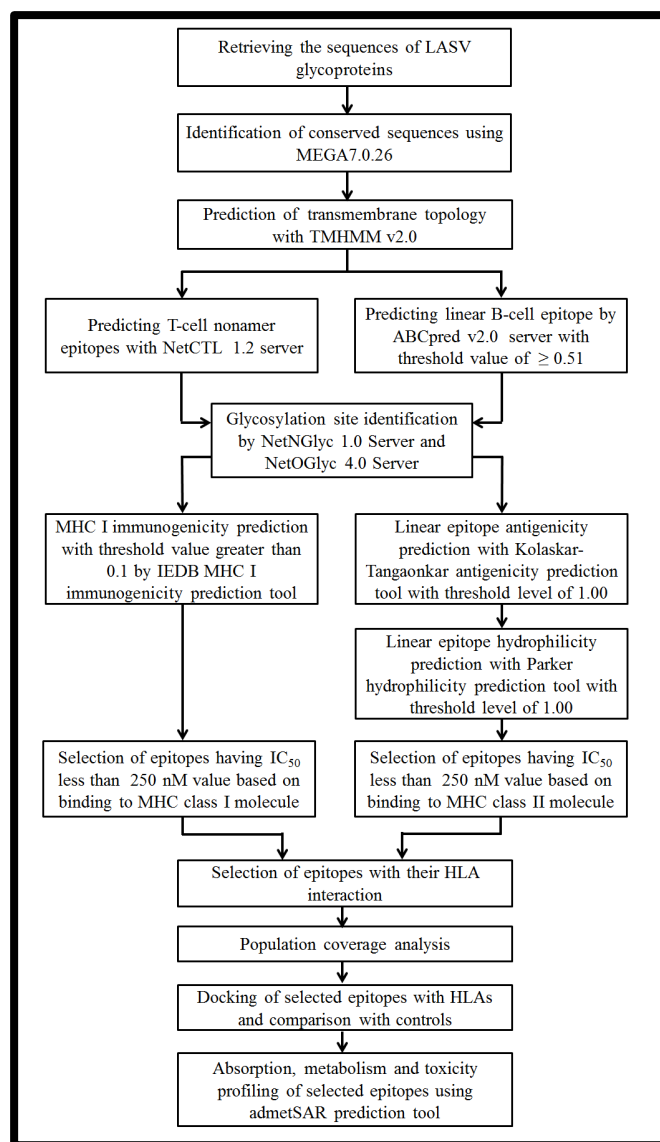 Retrieving the sequences of LASV
glycoproteins
Identification of conserved sequences using
MEGA7.0.26
Prediction of transmembrane topology
with TMHMM v2.0
Predicting T-cell nonamer
epitopes with NetCTL 1.2 server
Predicting linear B-cell epitope by
ABCpred v2.0 server with
threshold value of ≥ 0.51
Glycosylation site identification
by NetNGlyc 1.0 Server and
NetOGlyc 4.0 Server
MHC I immunogenicity prediction
with threshold value greater than
0.1 by IEDB MHC I
immunogenicity prediction tool
Linear epitope antigenicity
prediction with Kolaskar-
Tangaonkar antigenicity prediction
tool with threshold level of 1.00
Linear epitope hydrophilicity
prediction with Parker
hydrophilicity prediction tool with
threshold level of 1.00
Selection of epitopes having IC₅₀
less than 250 nM value based on
binding to MHC class I molecule
Selection of epitopes having IC₅₀
less than 250 nM value based on
binding to MHC class II molecule
Selection of epitopes with their HLA
interaction
Population coverage analysis
Docking of selected epitopes with HLAs
and comparison with controls
Absorption, metabolism and toxicity
profiling of selected epitopes using
admetSAR prediction tool